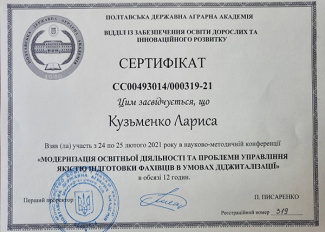 ПОЛТАВСЬКА ДЕРЖАВНА АГРАРНА АКАДЕМІЯ
ВІДДІЛ ІЗ ЗАБЕЗПЕЧЕННЯ ОСВІТИ ДОРОСЛИХ ТА
ІННОВАЦІЙНОГО РОЗВИТКУ
СЕРТИФІКАТ
СС00493014/000319-21
Цим засвідчується, що
Кузьменко Лариса
Взяв (ла) участь з 24 по 25 лютого 2021 року в науково-методичній конференції
«МОДЕРНІЗАЦІЯ ОСВІТНЬОЇ ДІЯЛЬНОСТІ ТА ПРОБЛЕМИ УПРАВЛІННЯ
ЯКІСТЮ ПІДГОТОВКИ ФАХІВЦІВ В УМОВАХ ДІДЖИТАЛІЗАЦІЇ»
в обсязі 12 годин.
Перший проректор
П. ПИСАРЕНКО
Реєстраційний номер 319